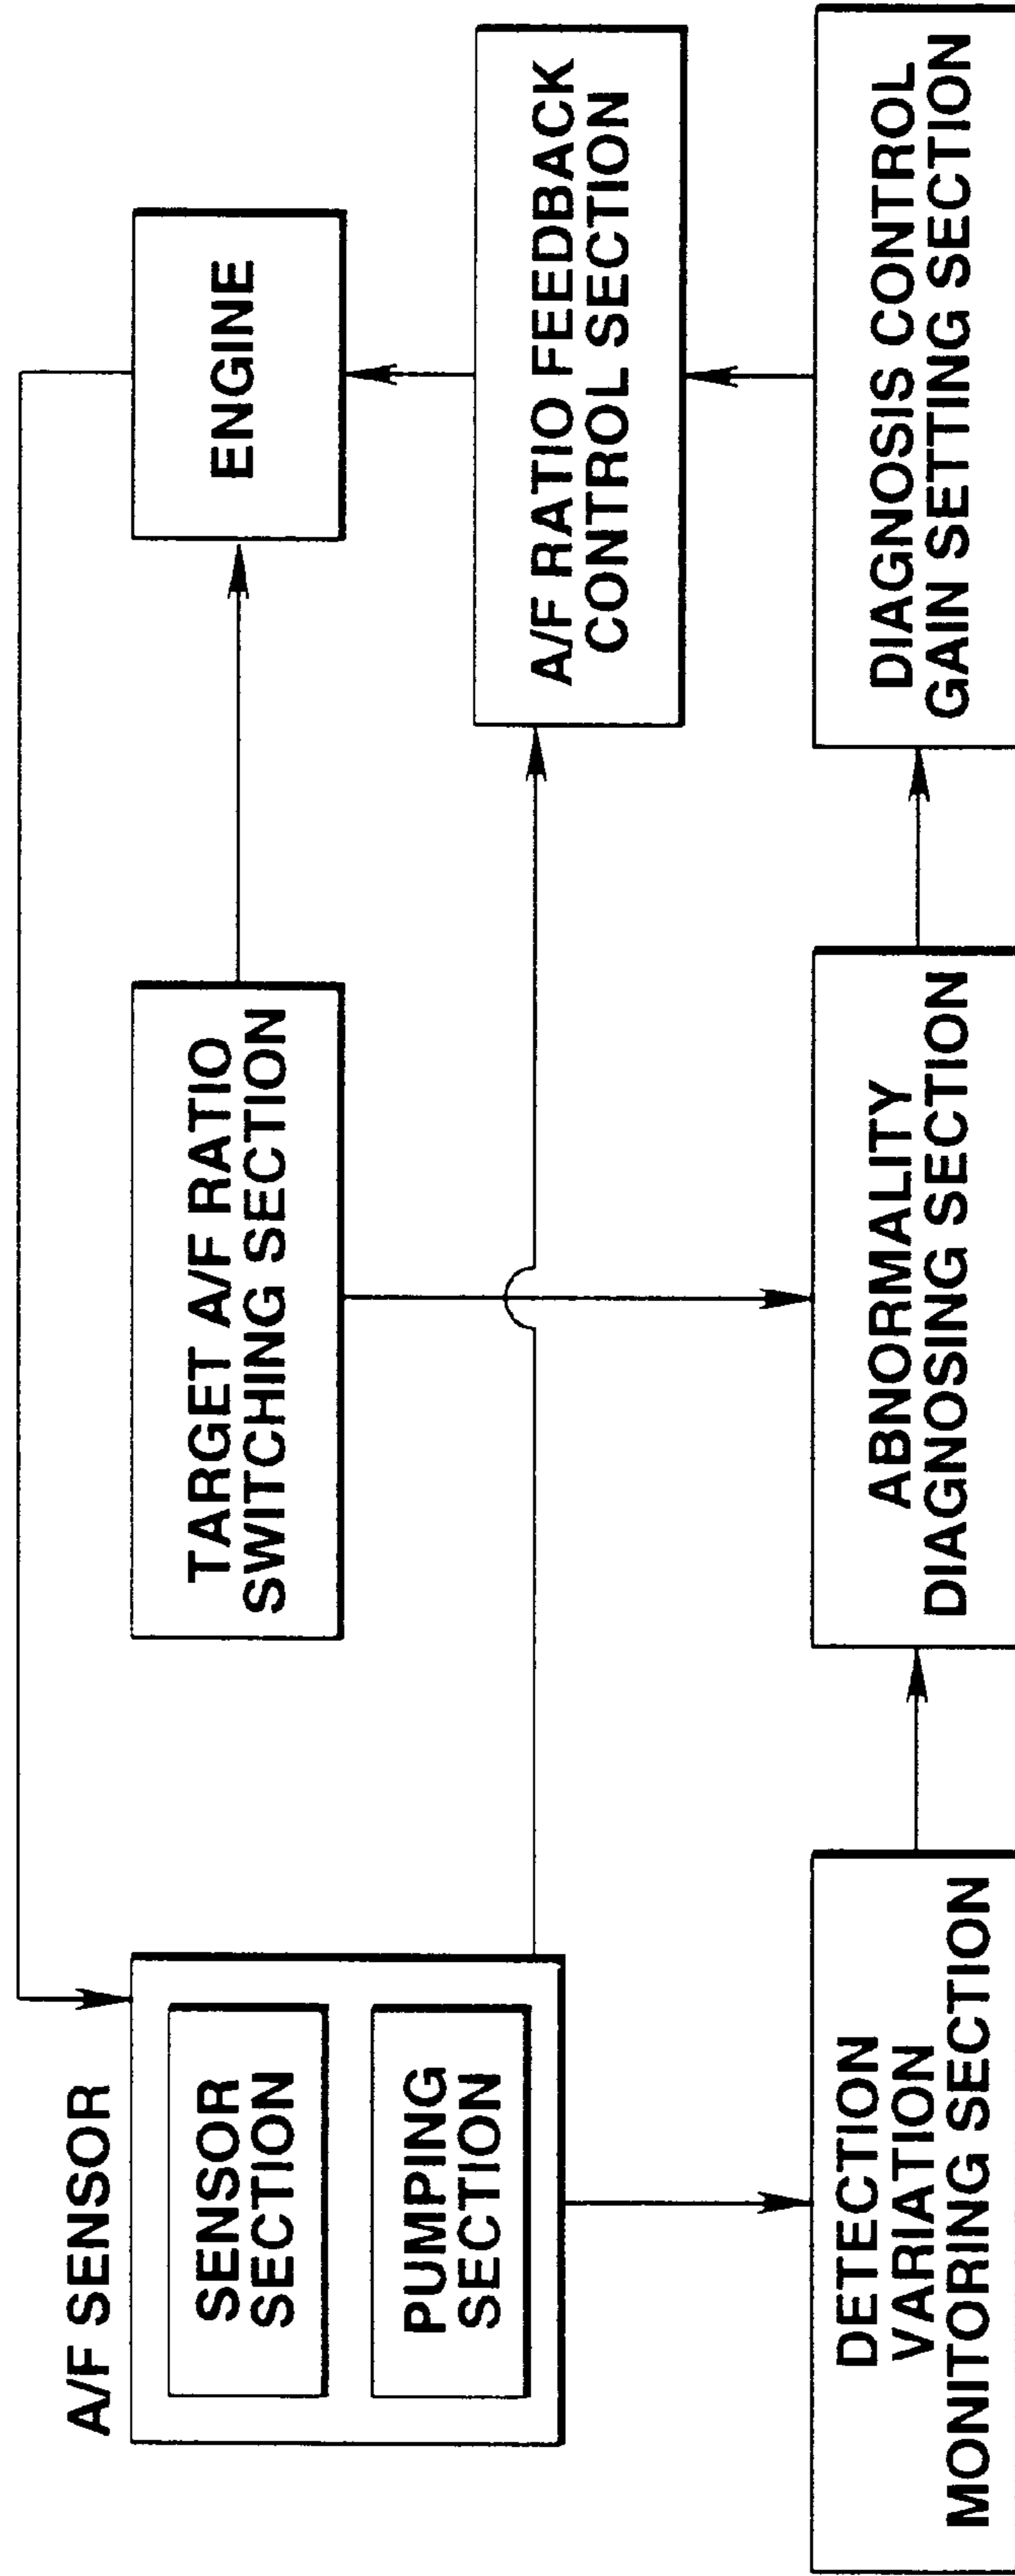 A/F SENSOR
SENSOR
SECTION
PUMPING
SECTION
TARGET A/F RATIO
SWITCHING SECTION
ENGINE
A/F RATIO FEEDBACK
CONTROL SECTION
DETECTION
VARIATION
MONITORING SECTION
ABNORMALITY
DIAGNOSING SECTION
DIAGNOSIS CONTROL
GAIN SETTING SECTION